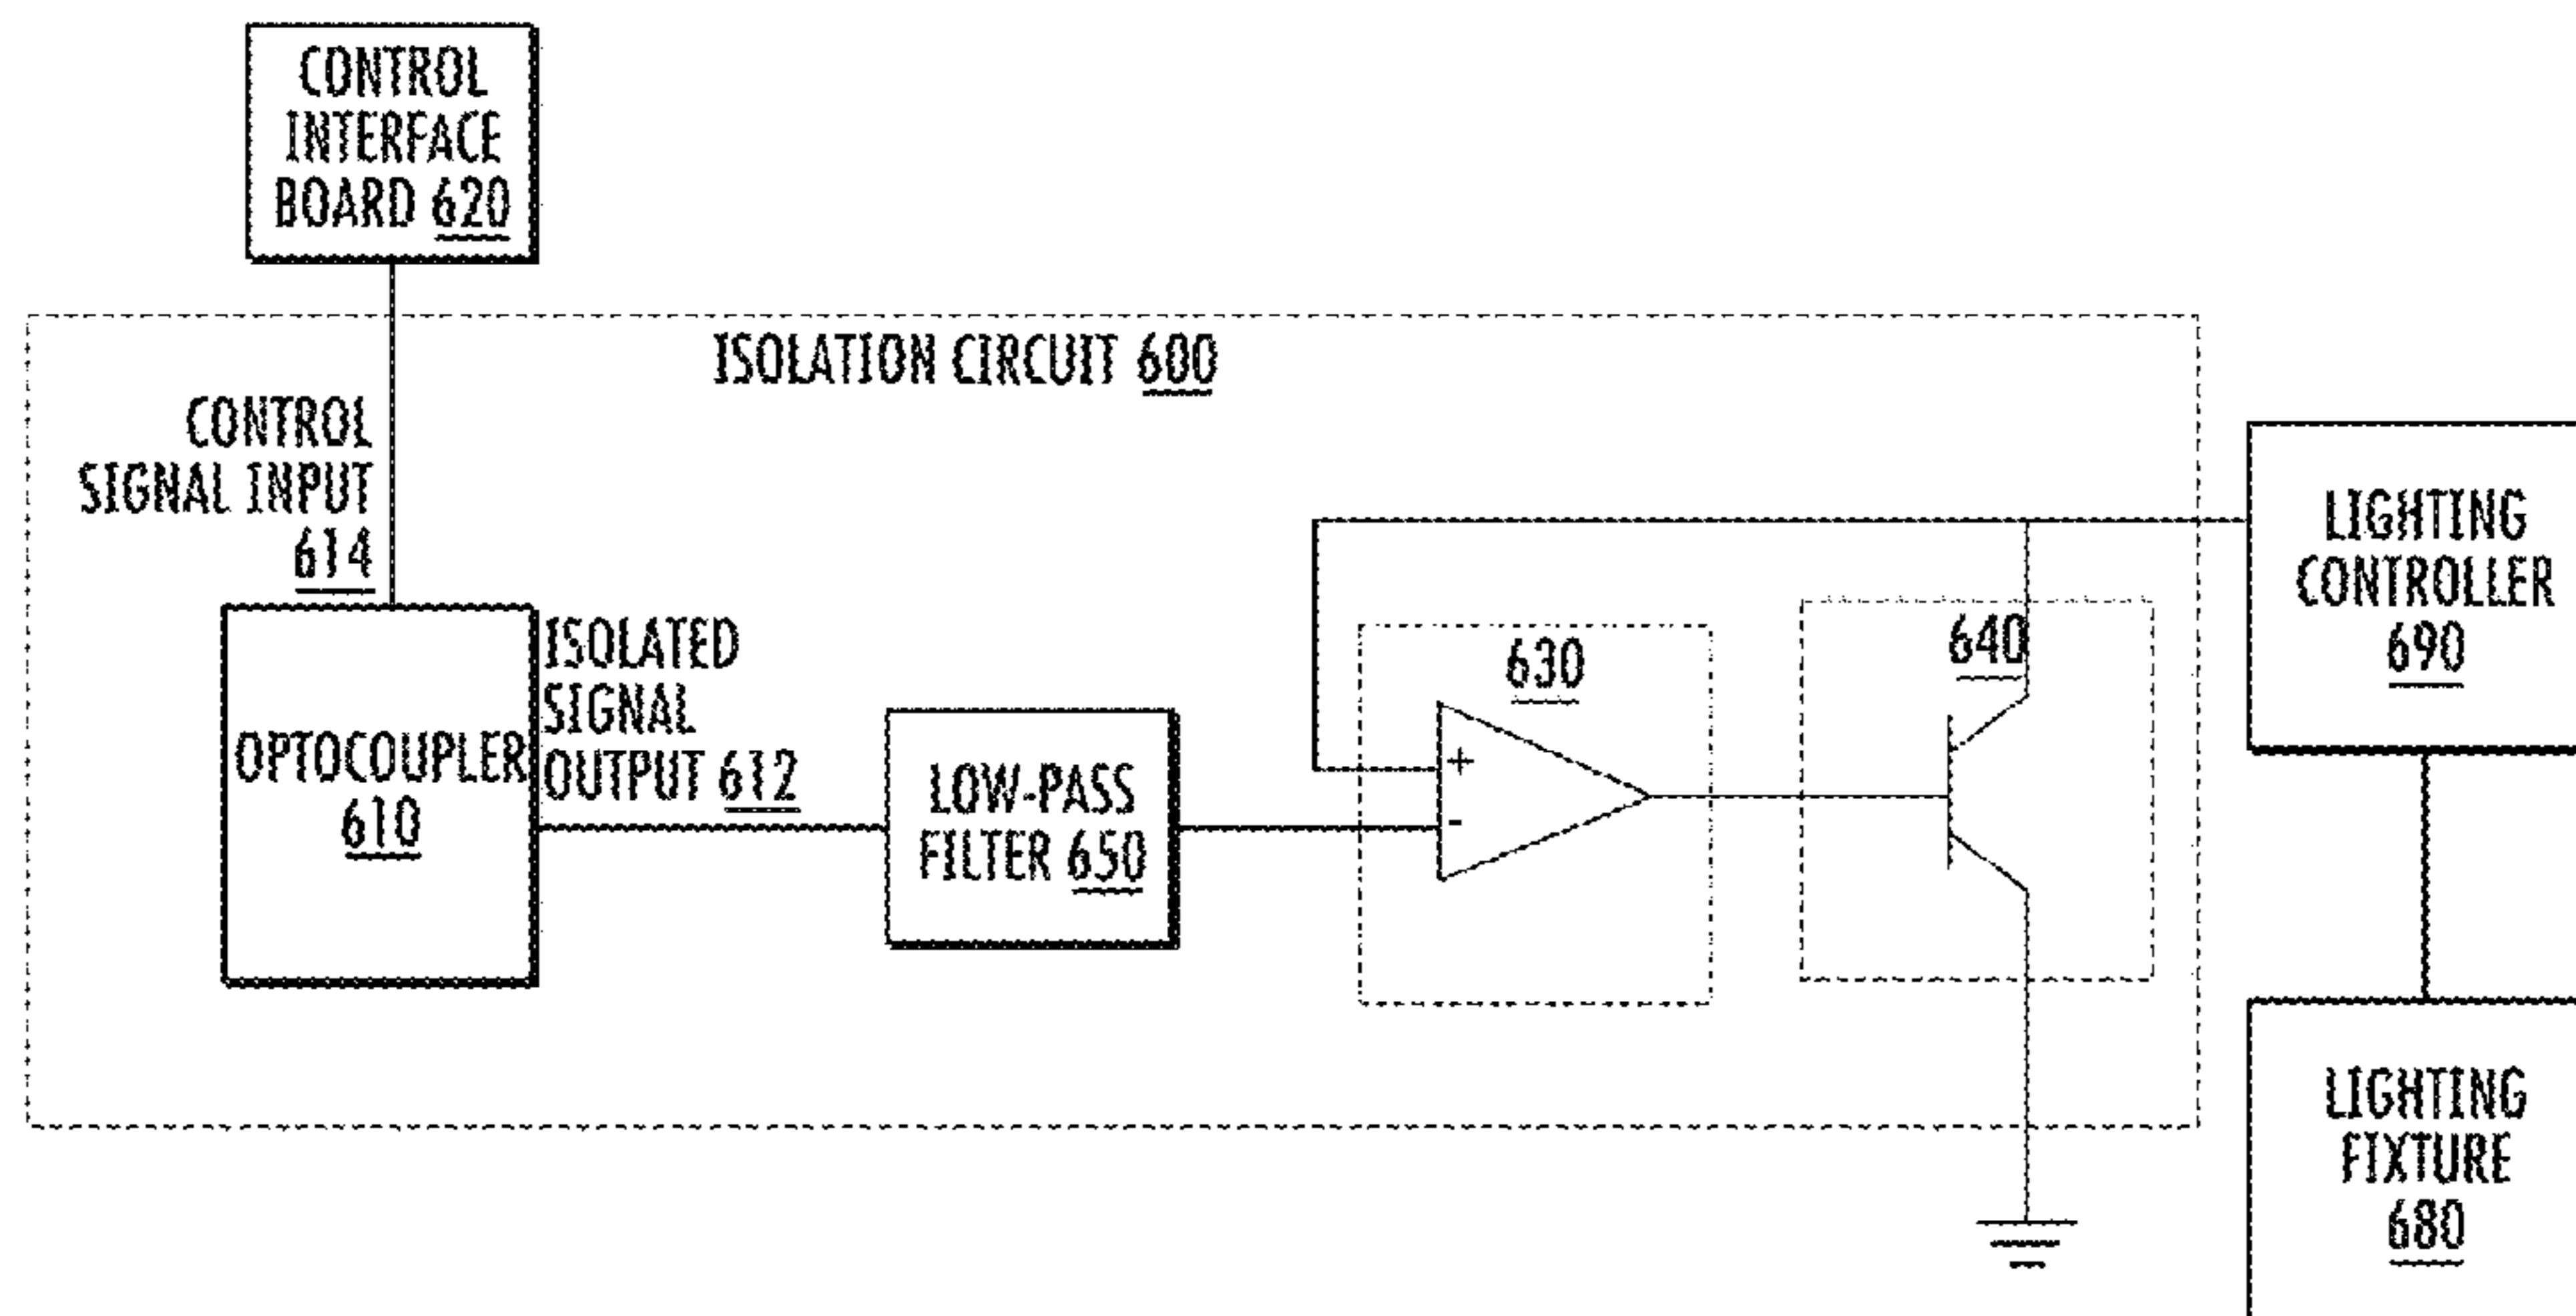 CONTROL
INTERFACE
BOARD 620
ISOLATION CIRCUIT 600
CONTROL
SIGNAL INPUT
614
OPTOCOUPLER
610
ISOLATED
SIGNAL
OUTPUT 612
LOW-PASS
FILTER 650
630
+
-
640
LIGHTING
CONTROLLER
690
LIGHTING
FIXTURE
680